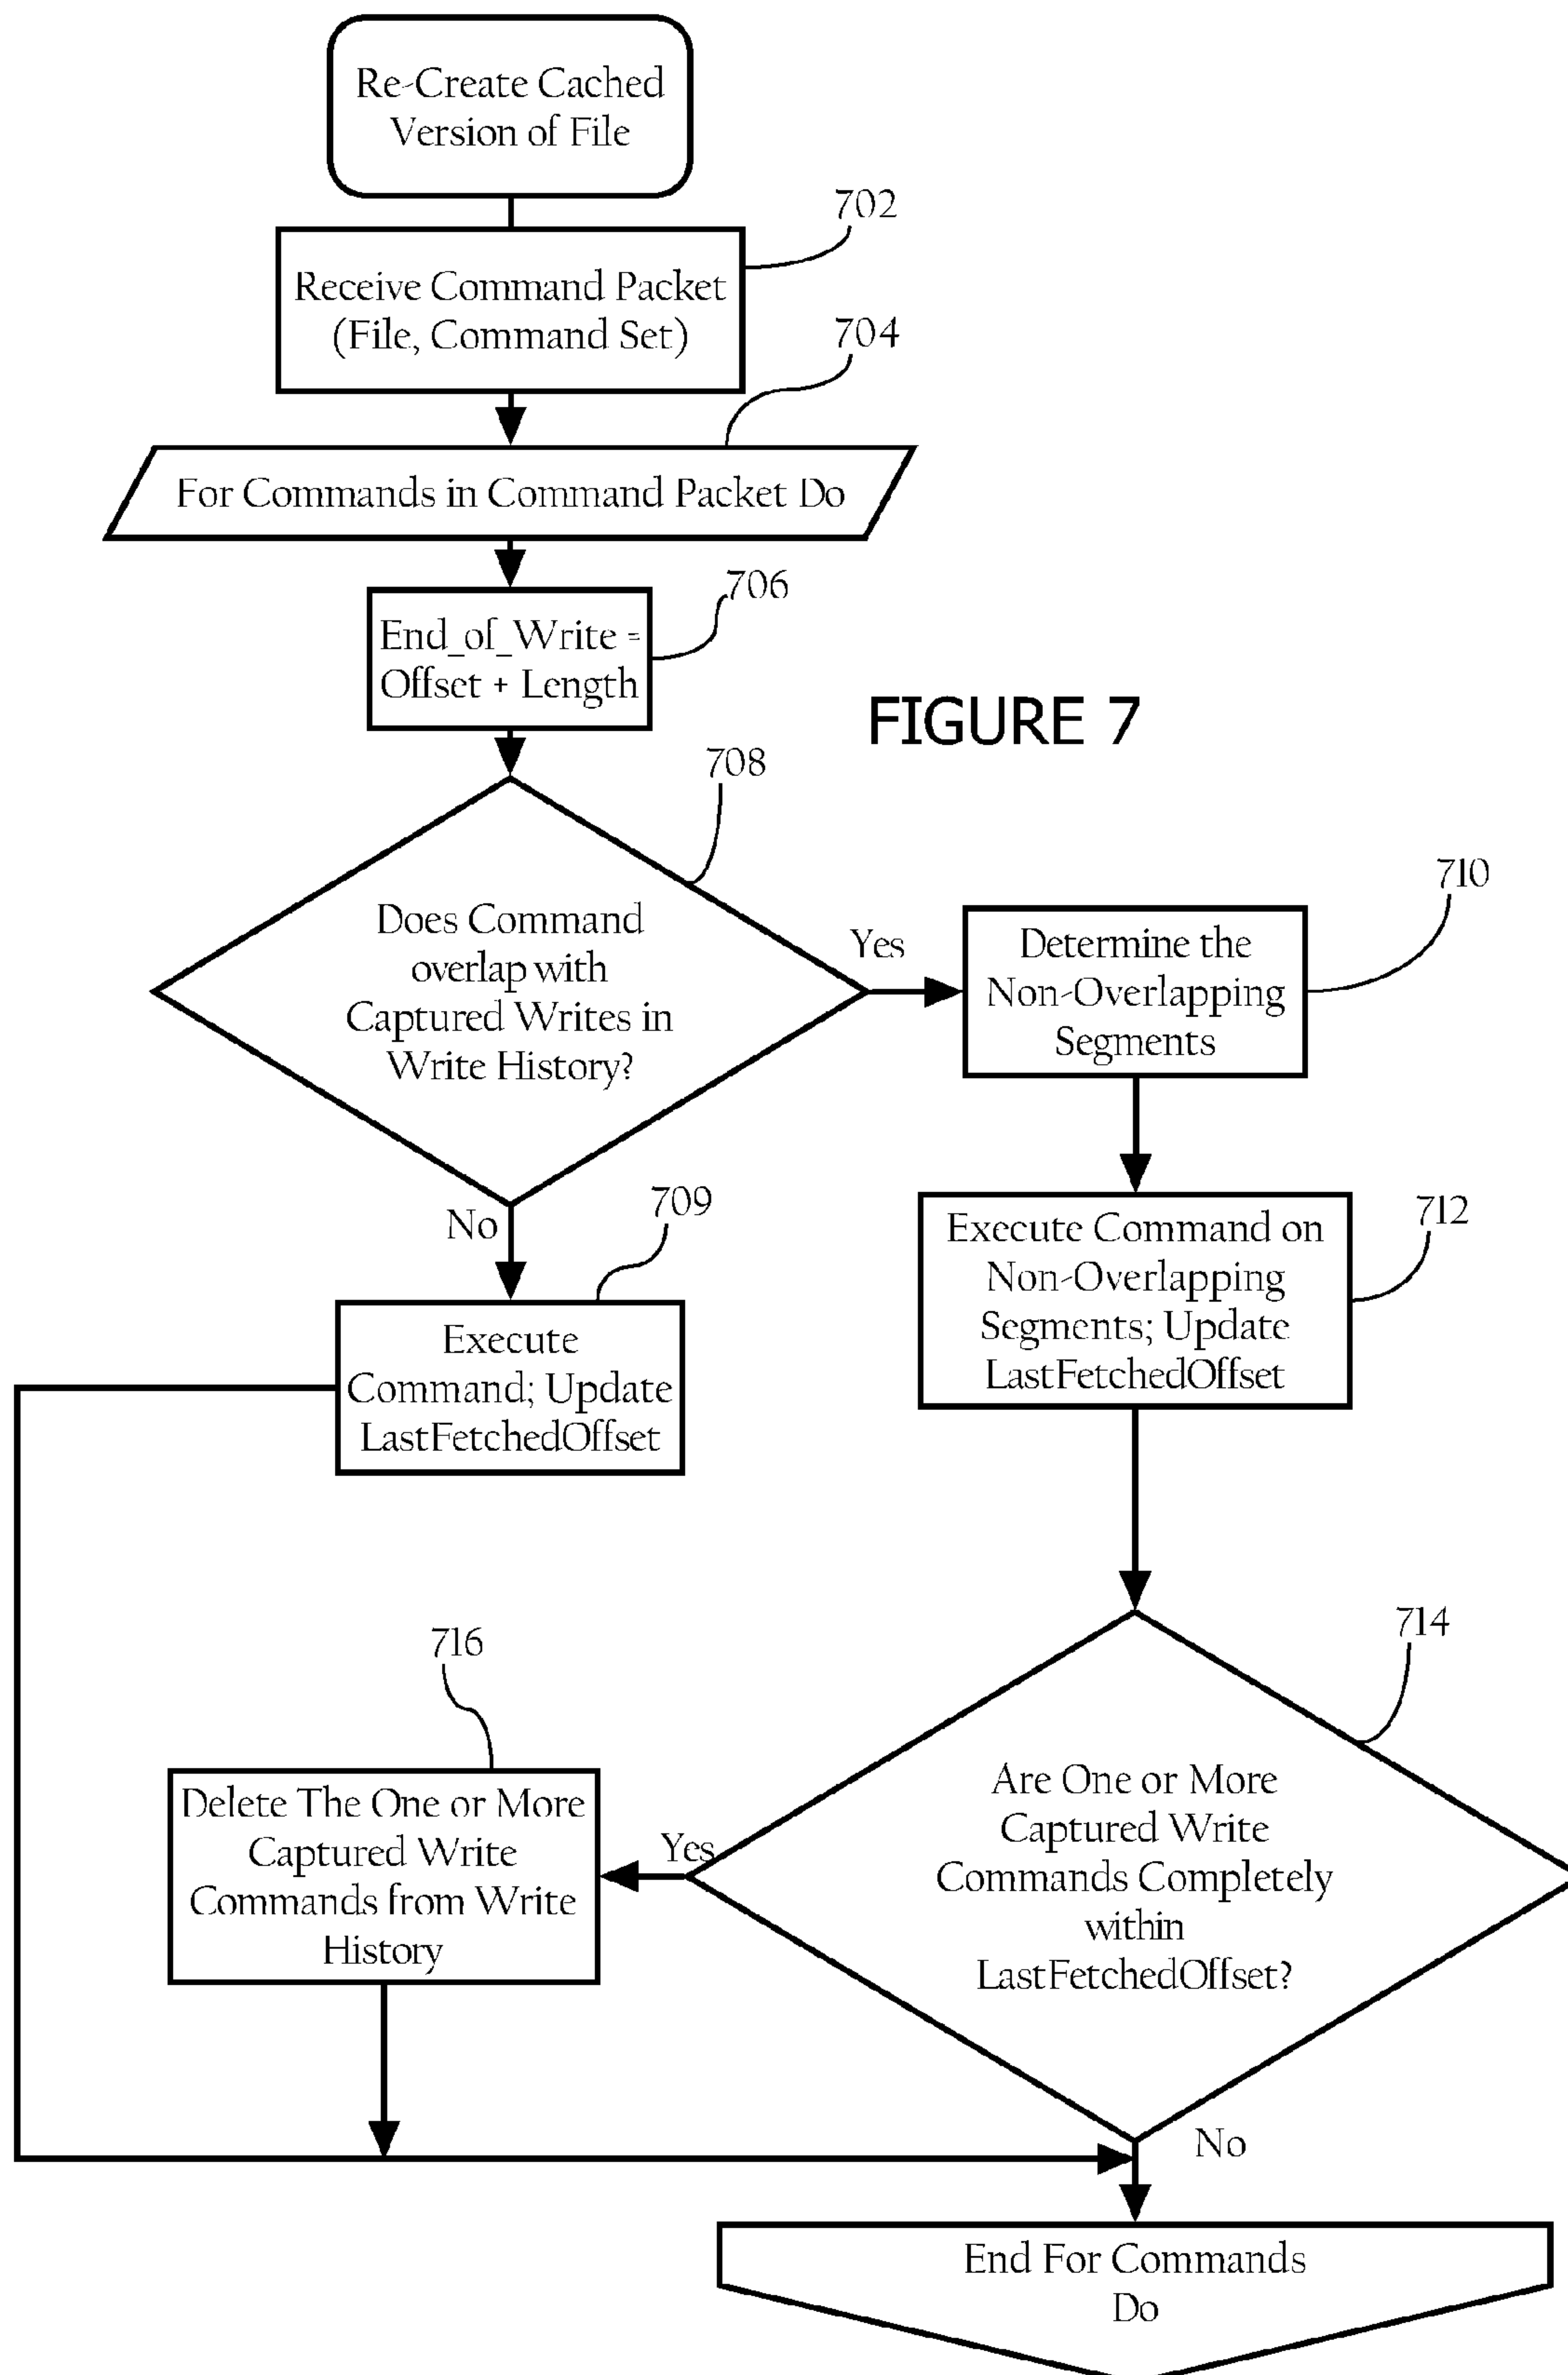 Re-Create Cached
Version of File
702
Receive Command Packet
(File, Command Set)
704
For Commands in Command Packet Do
706
End_of_Write =
Offset + Length
FIGURE 7
708
Does Command
overlap with
Captured Writes in
Write History?
Yes
710
Determine the
Non-Overlapping
Segments
No
709
Execute
Command; Update
LastFetchedOffset
712
Execute Command on
Non-Overlapping
Segments; Update
LastFetchedOffset
714
Are One or More
Captured Write
Commands Completely
within
LastFetchedOffset?
716
Yes
Delete The One or More
Captured Write
Commands from Write
History
No
End For Commands
Do